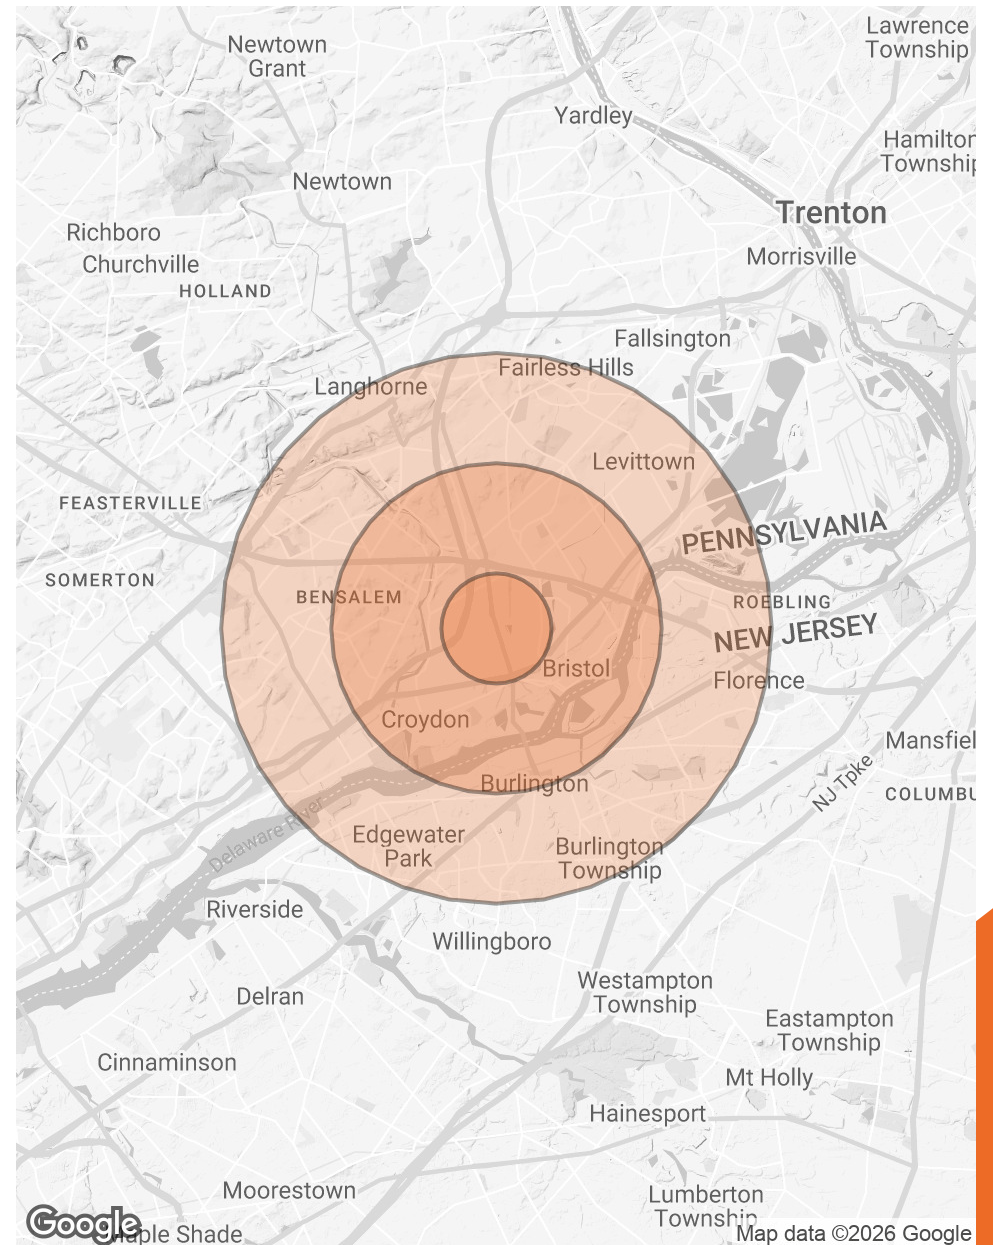 Lawrence
Township
Newtown
Grant
Yardley
Hamilton
Township
Newtown
Trenton
Richboro
Morrisville
Churchville
HOLLAND
Fallsington
Fairless Hills
Langhorne
Levittown
FEASTERVILLE
PENNSYLVANIA
SOMERTON
BENSALEM
ROEBLING
NEW JERSEY
Bristol
Florence
Croydon
Mansfiel
NJ Tpke
Burlington
COLUMBU
Delaware River
Edgewater
Park
Burlington
Township
Riverside
Willingboro
Westampton
Township
Delran
Eastampton
Township
Cinnaminson
Mt Holly
Hainesport
Moorestown
Lumberton
Township
Google
Maple Shade
Map data ©2026 Google